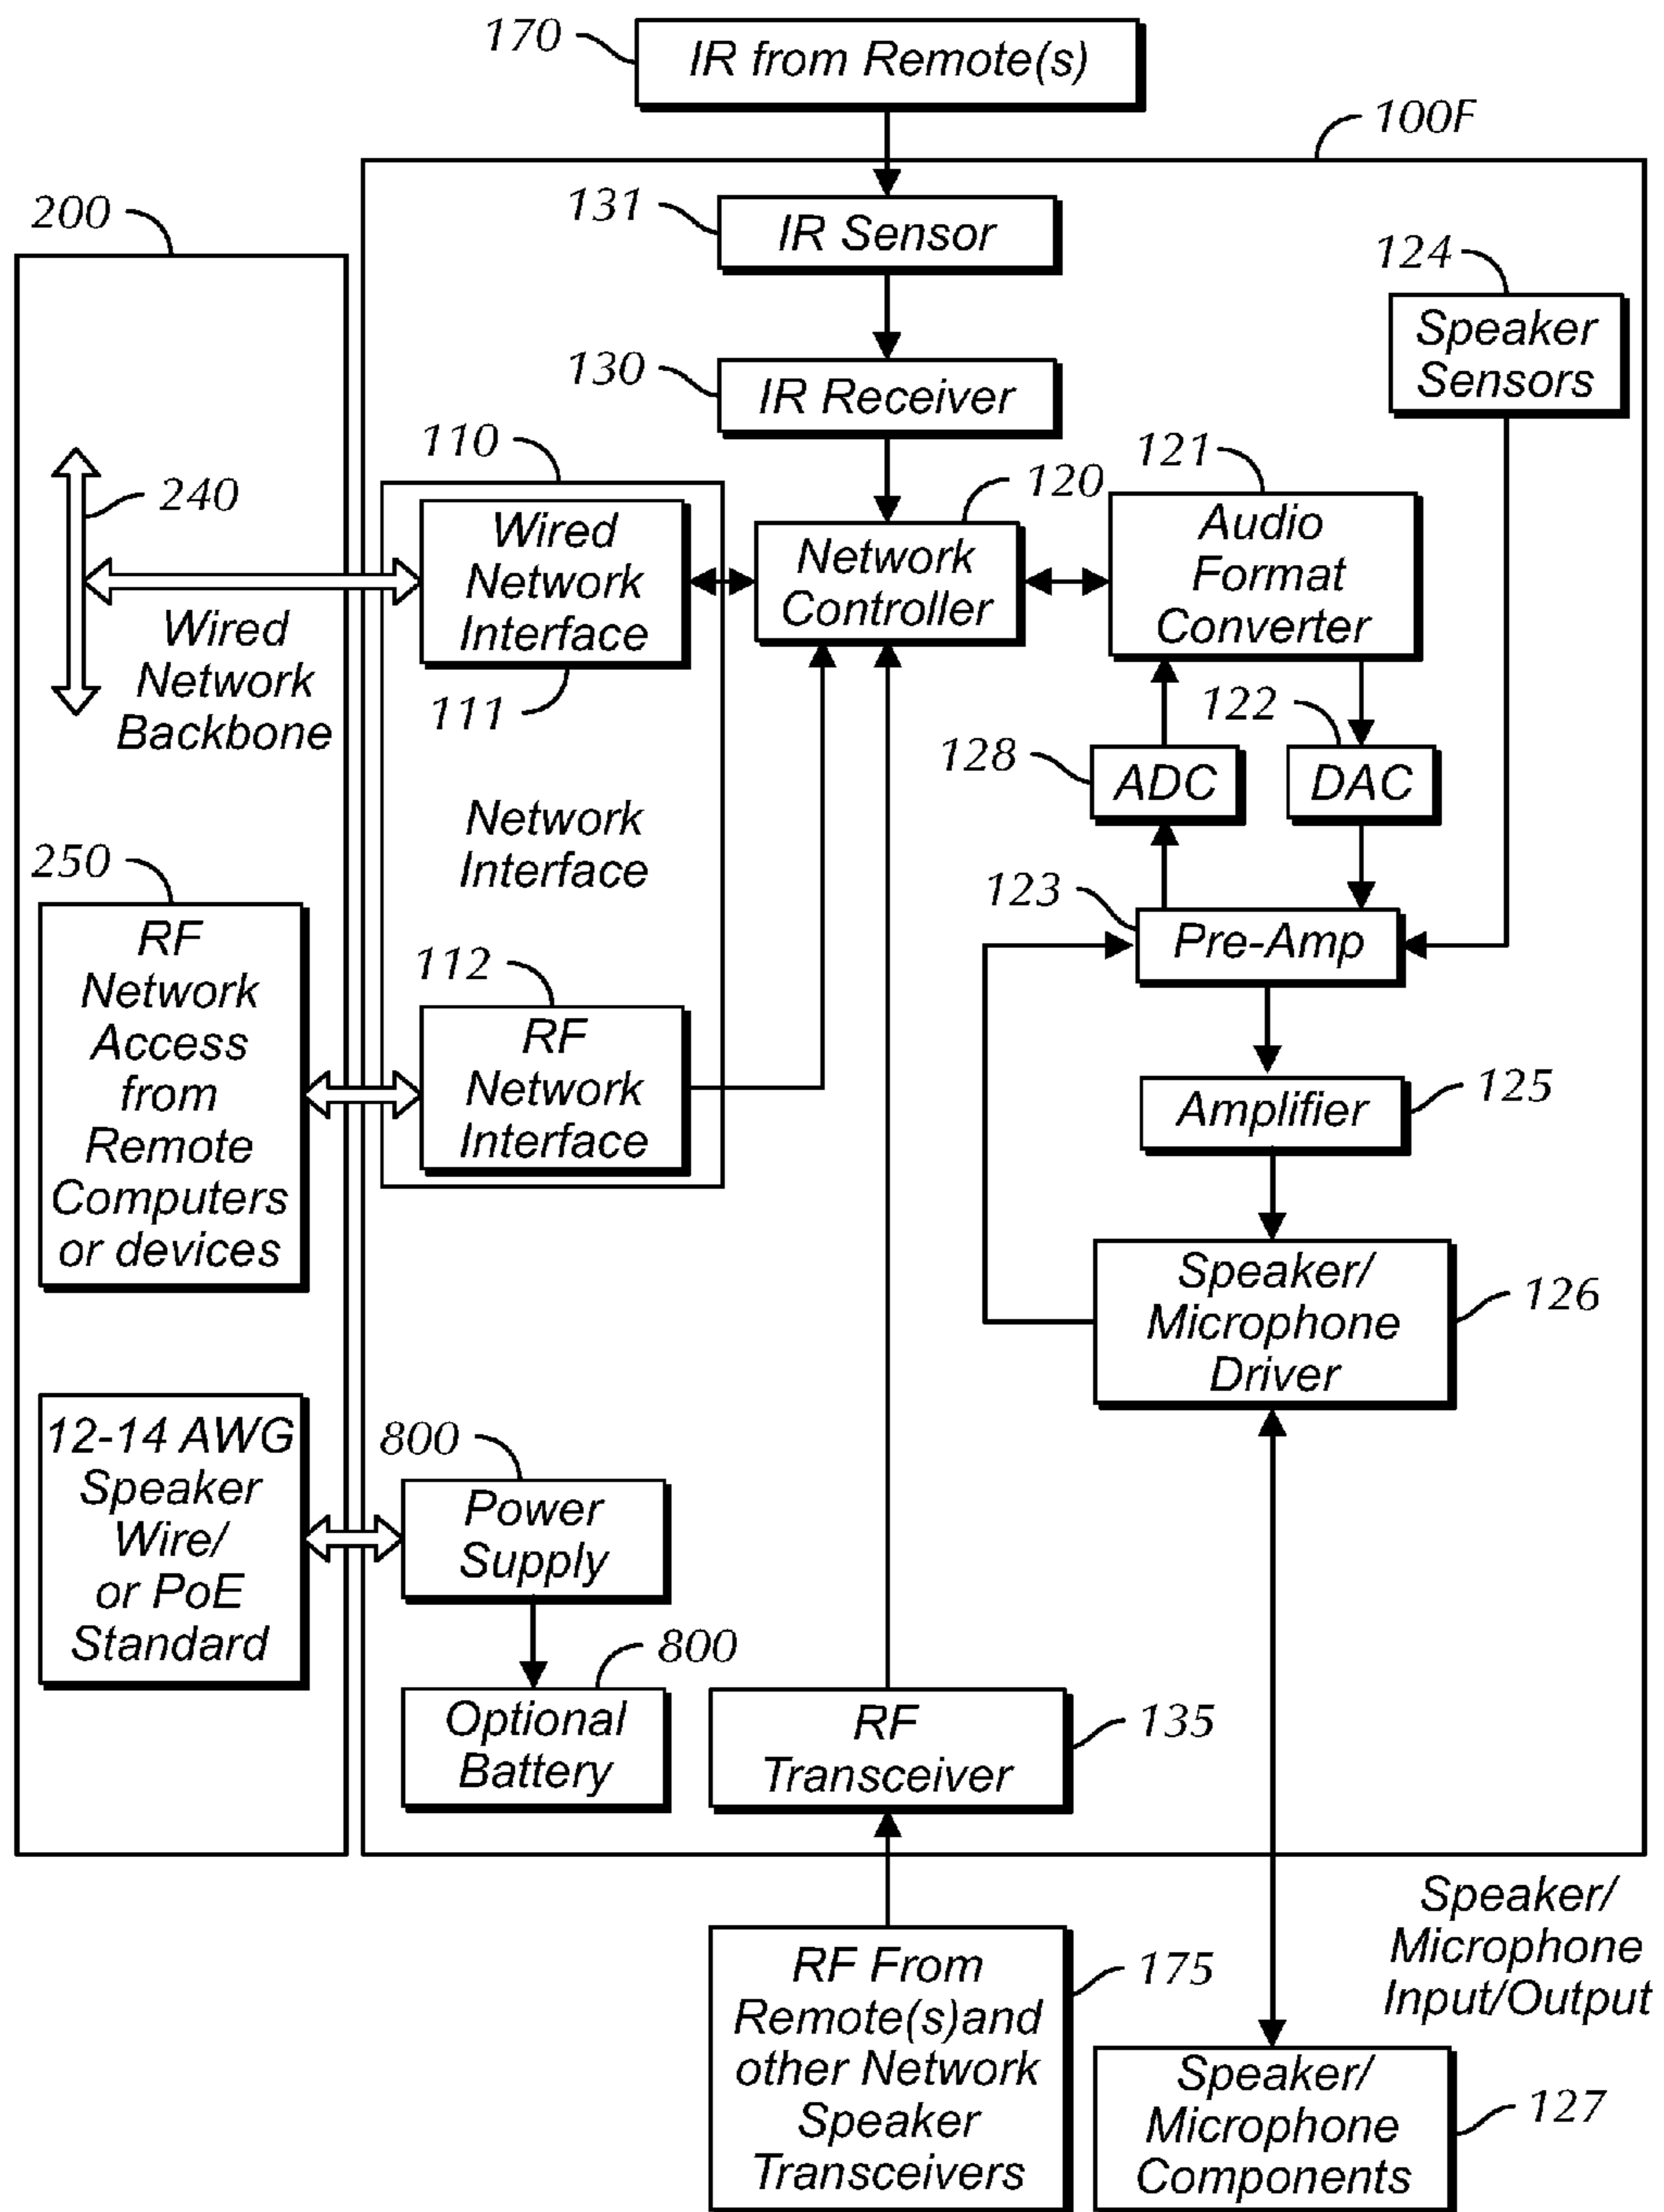 170
IR from Remote(s)
100F
131
IR Sensor
200
124
Speaker
Sensors
130
IR Receiver
110
121
240
120
Wired
Network
Interface
Network
Controller
Audio
Format
Converter
Wired
Network
Backbone
111
122
128
ADC
DAC
Network
Interface
250
123
Pre-Amp
RF
Network
Access
from
Remote
Computers
or devices
112
RF
Network
Interface
Amplifier
125
Speaker/
Microphone
Driver
126
12-14 AWG
Speaker
Wire/
or PoE
Standard
800
Power
Supply
800
Optional
Battery
RF
Transceiver
135
Speaker/
Microphone
Input/Output
RF From
Remote(s)and
other Network
Speaker
Transceivers
175
Speaker/
Microphone
Components
127